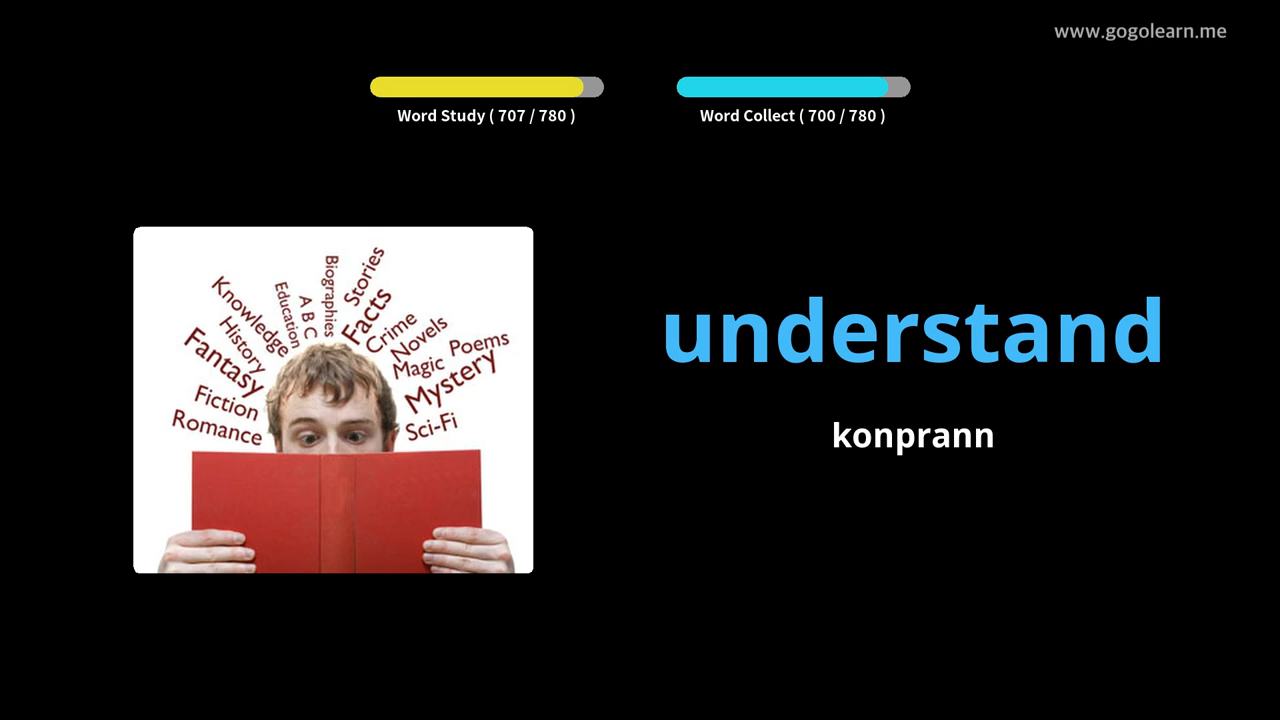 www.gogolearn.me
Word Study ( 707 / 780 )
Word Collect ( 700 / 780 )
Biographies
Stories
Education
A B C
Facts
Knowledge
Crime
History
Novels
Fantasy
Magic
Poems
Mystery
Fiction
Romance
Sci-Fi
understand
konprann